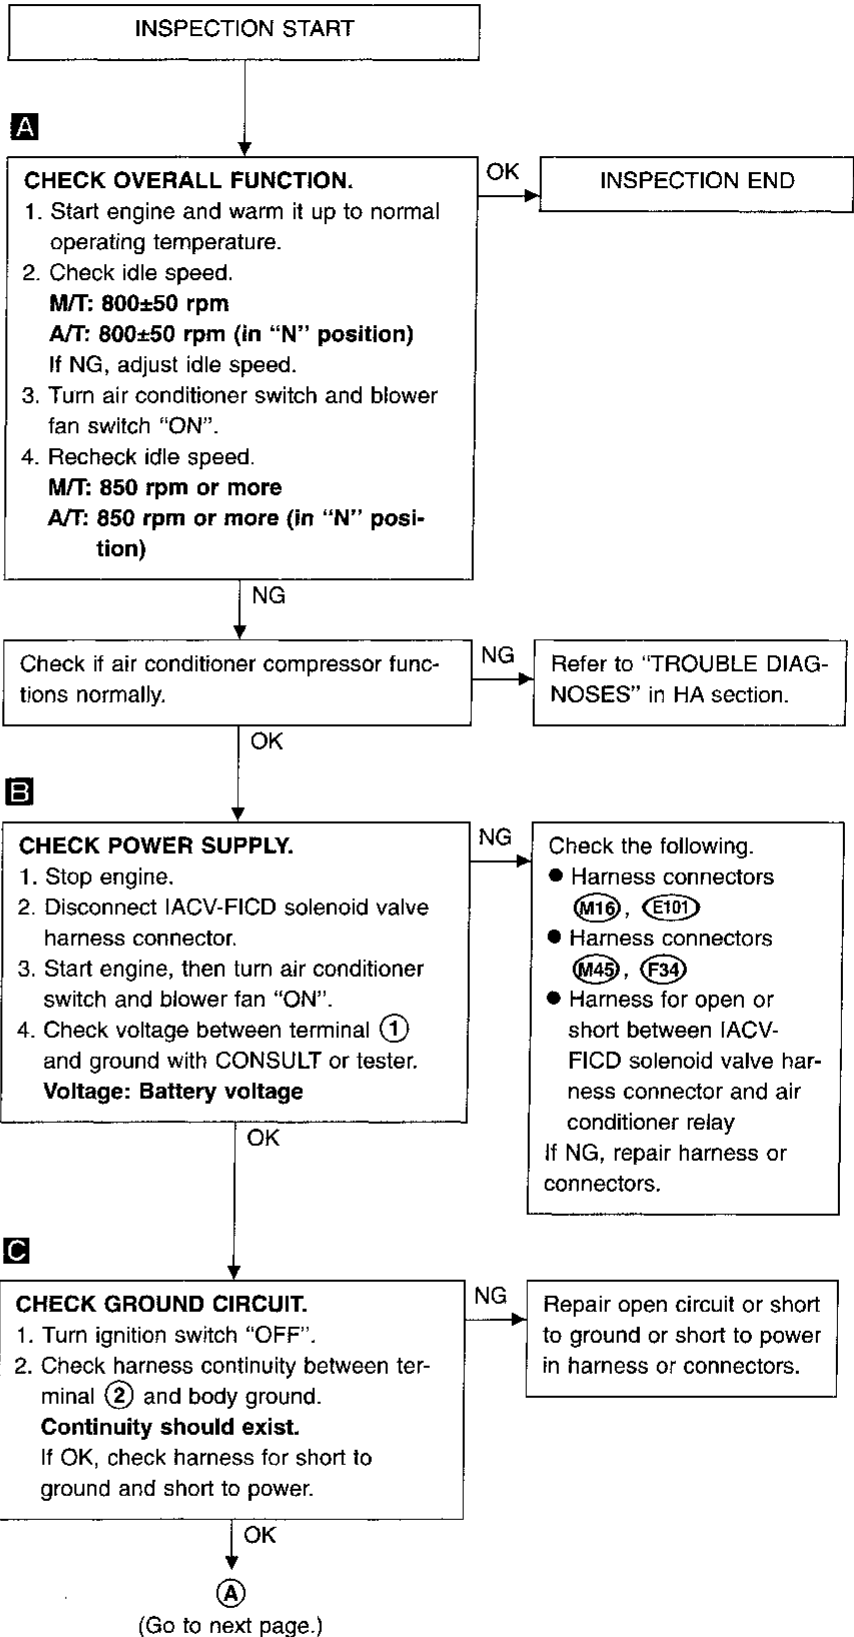 INSPECTION START
A
CHECK OVERALL FUNCTION.
1. Start engine and warm it up to normal
operating temperature.
2. Check idle speed.
M/T: 800±50 rpm
A/T: 800±50 rpm (in “N” position)
If NG, adjust idle speed.
3. Turn air conditioner switch and blower
fan switch “ON”.
4. Recheck idle speed.
M/T: 850 rpm or more
A/T: 850 rpm or more (in “N” posi-
tion)
OK
INSPECTION END
NG
Check if air conditioner compressor func-
tions normally.
NG
Refer to “TROUBLE DIAG-
NOSES” in HA section.
OK
B
CHECK POWER SUPPLY.
1. Stop engine.
2. Disconnect IACV-FICD solenoid valve
harness connector.
3. Start engine, then turn air conditioner
switch and blower fan “ON”.
4. Check voltage between terminal ①
and ground with CONSULT or tester.
Voltage: Battery voltage
NG
Check the following.
● Harness connectors
M16, E101
● Harness connectors
M45, F34
● Harness for open or
short between IACV-
FICD solenoid valve har-
ness connector and air
conditioner relay
If NG, repair harness or
connectors.
OK
C
CHECK GROUND CIRCUIT.
1. Turn ignition switch “OFF”.
2. Check harness continuity between ter-
minal ② and body ground.
Continuity should exist.
If OK, check harness for short to
ground and short to power.
NG
Repair open circuit or short
to ground or short to power
in harness or connectors.
OK
Ⓐ
(Go to next page.)